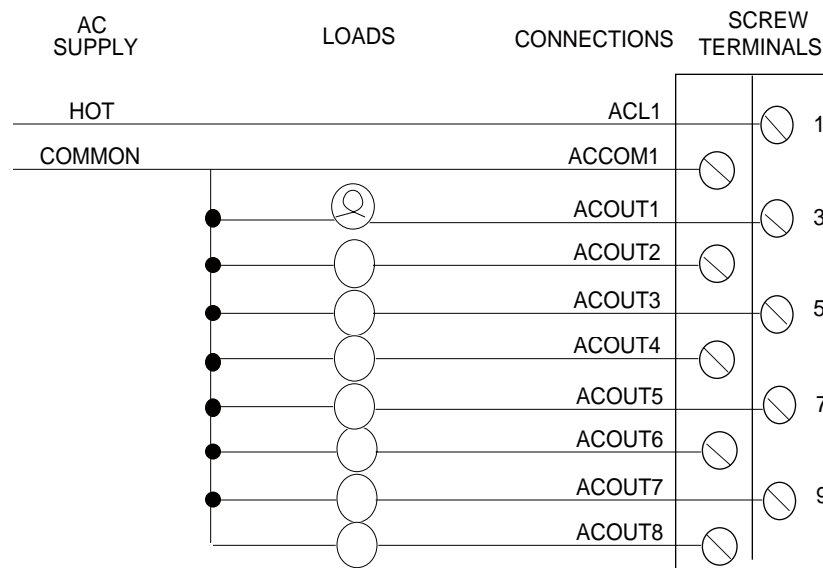 AC SUPPLY LOADS CONNECTIONS SCREW TERMINALS
HOT ACL1 1
COMMON ACCOM1
ACOUT1 3
ACOUT2
ACOUT3 5
ACOUT4
ACOUT5 7
ACOUT6
ACOUT7 9
ACOUT8